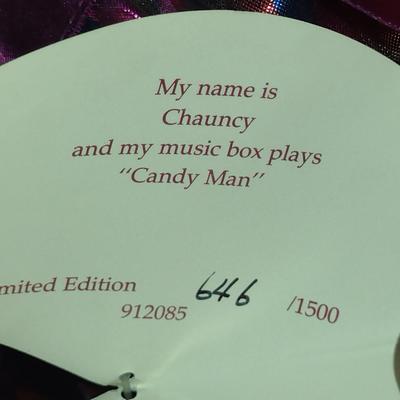 My name is
Chauncy
and my music box plays
"Candy Man"
mited Edition 646 /1500
912085